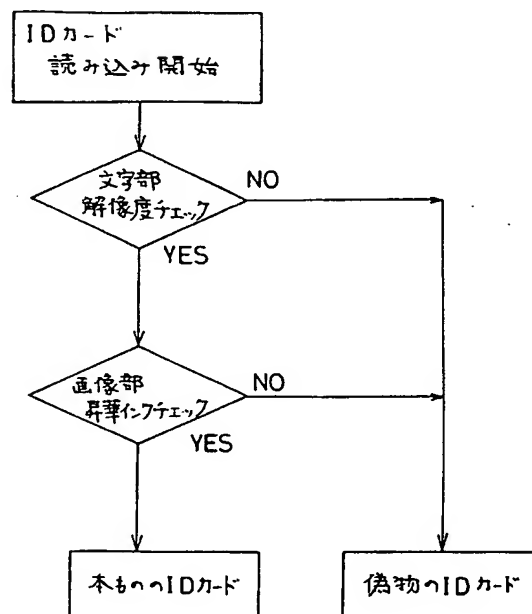 IDカード
読み込み開始
文字部
解像度チェック
NO
YES
画像部
昇華インクチェック
NO
YES
本もののIDカード
偽物のIDカード